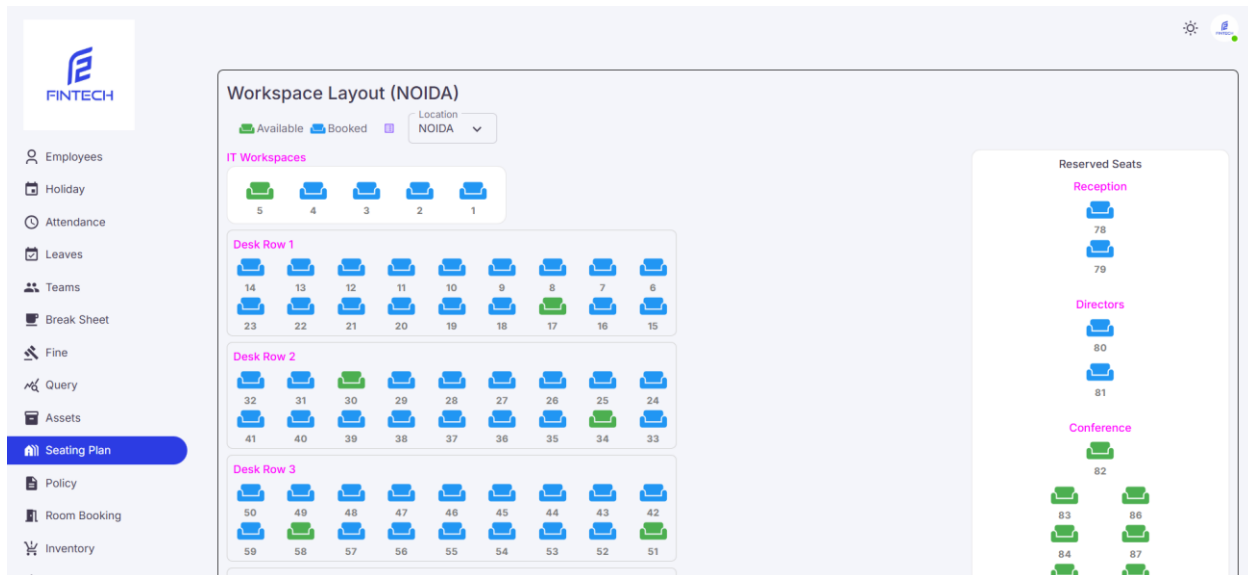 FINTECH
Employees
Holiday
Attendance
Leaves
Teams
Break Sheet
Fine
Query
Assets
Seating Plan
Policy
Room Booking
Inventory
Workspace Layout (NOIDA)
Available Booked
Location
NOIDA
IT Workspaces
5 4 3 2 1
Desk Row 1
14 13 12 11 10 9 8 7 6
23 22 21 20 19 18 17 16 15
Desk Row 2
32 31 30 29 28 27 26 25 24
41 40 39 38 37 36 35 34 33
Desk Row 3
50 49 48 47 46 45 44 43 42
59 58 57 56 55 54 53 52 51
Reserved Seats
Reception
78
79
Directors
80
81
Conference
82
83 86
84 87
FINTECH